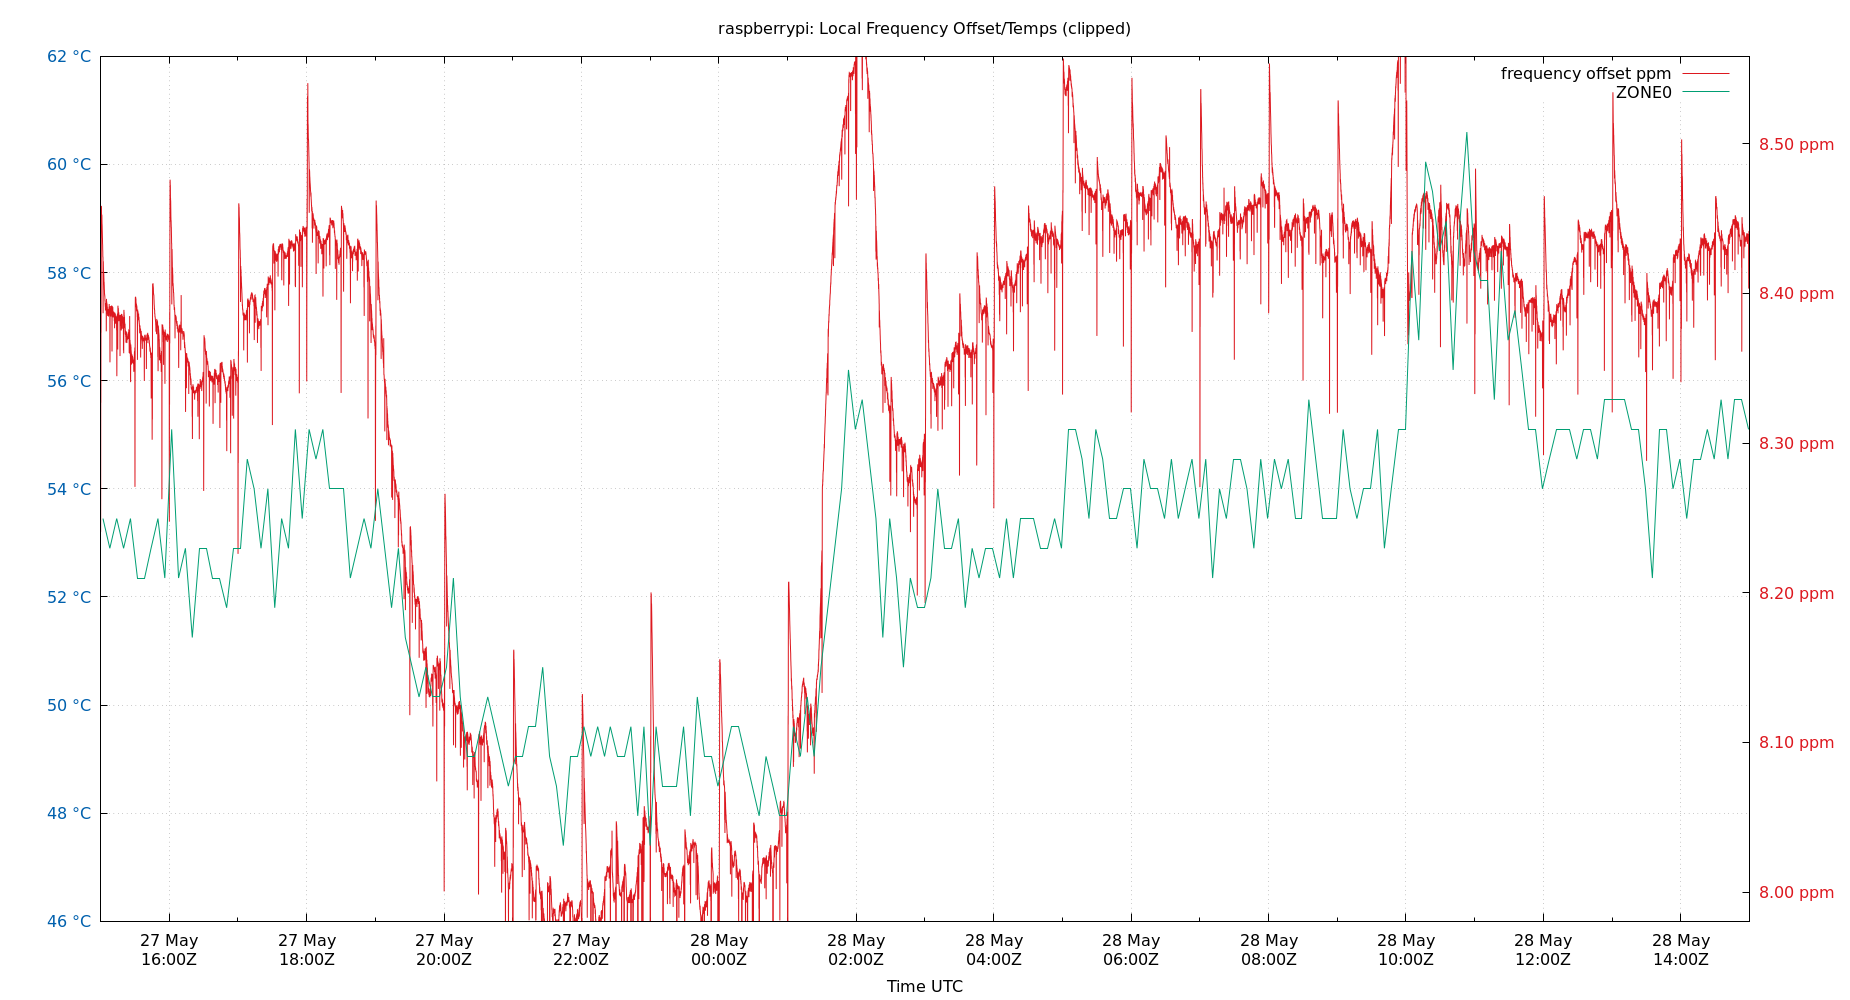 raspberrypi: Local Frequency Offset/Temps (clipped)
62 °C
60 °C
58 °C
56 °C
54 °C
52 °C
50 °C
48 °C
46 °C
frequency offset ppm
ZONE0
8.50 ppm
8.40 ppm
8.30 ppm
8.20 ppm
8.10 ppm
8.00 ppm
27 May
16:00Z
27 May
18:00Z
27 May
20:00Z
27 May
22:00Z
28 May
00:00Z
28 May
02:00Z
28 May
04:00Z
28 May
06:00Z
28 May
08:00Z
28 May
10:00Z
28 May
12:00Z
28 May
14:00Z
Time UTC